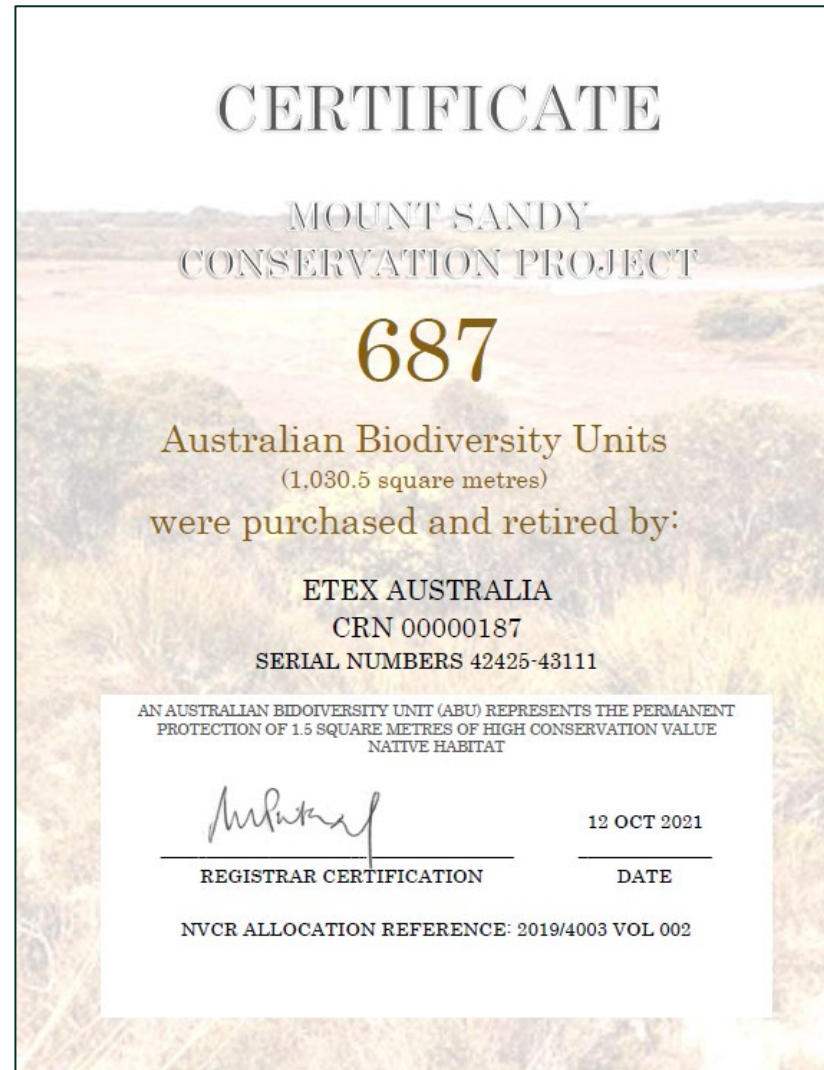 CERTIFICATE
MOUNT SANDY
CONSERVATION PROJECT
687
Australian Biodiversity Units
(1,030.5 square metres)
were purchased and retired by:
ETEX AUSTRALIA
CRN 00000187
SERIAL NUMBERS 42425-43111
AN AUSTRALIAN BIDOIVERSITY UNIT (ABU) REPRESENTS THE PERMANENT
PROTECTION OF 1.5 SQUARE METRES OF HIGH CONSERVATION VALUE
NATIVE HABITAT
12 OCT 2021
REGISTRAR CERTIFICATION DATE
NVCR ALLOCATION REFERENCE: 2019/4003 VOL 002